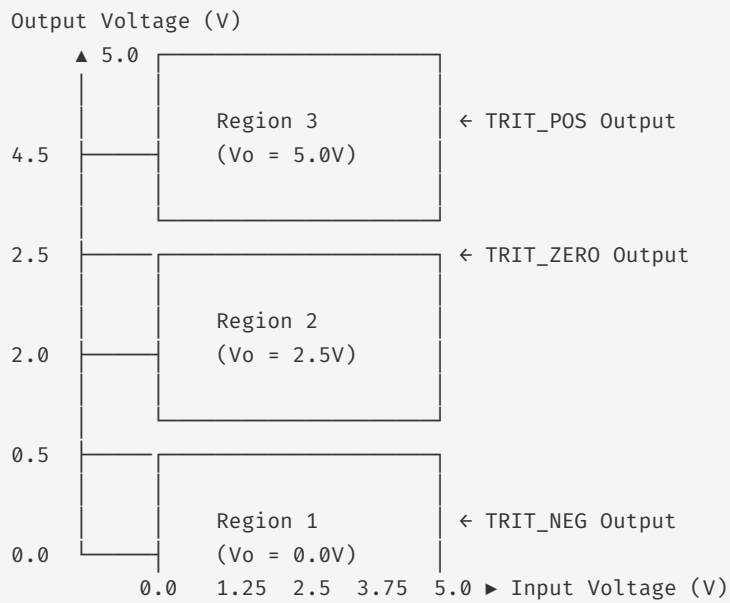 Output Voltage (V)
▲ 5.0
Region 3 ← TRIT_POS Output
4.5 (Vo = 5.0V)
2.5 ← TRIT_ZERO Output
Region 2
2.0 (Vo = 2.5V)
0.5
Region 1 ← TRIT_NEG Output
0.0 (Vo = 0.0V)
0.0 1.25 2.5 3.75 5.0 ► Input Voltage (V)